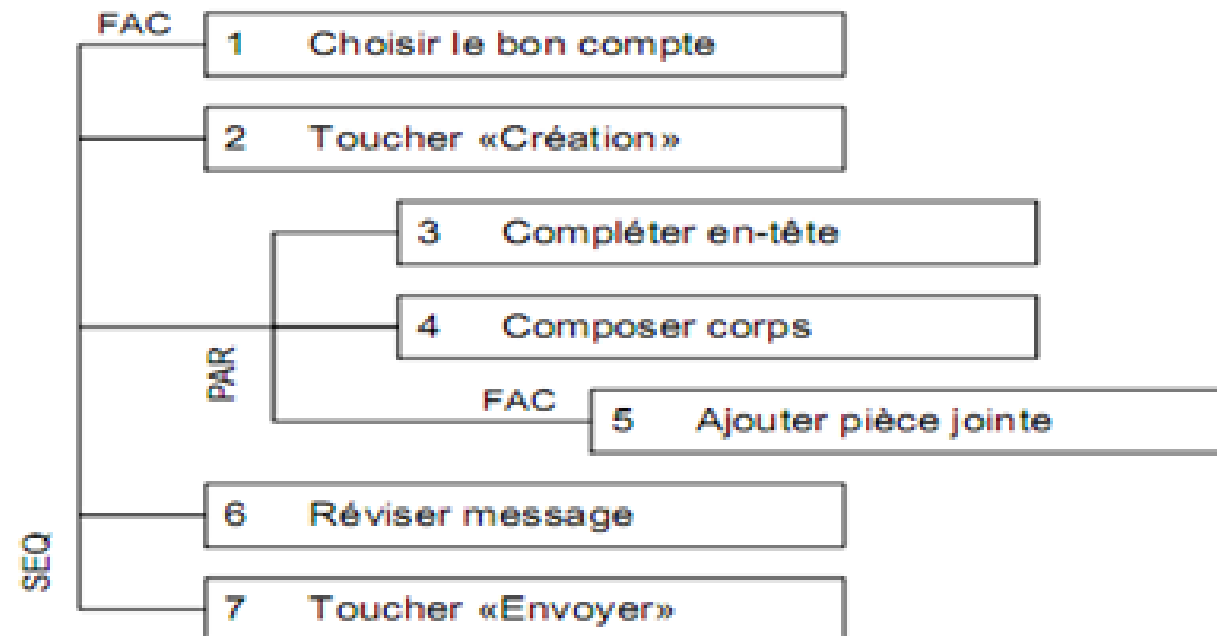 FAC
1 Choisir le bon compte
2 Toucher «Création»
3 Compléter en-tête
4 Composer corps
PAR
FAC
5 Ajouter pièce jointe
6 Réviser message
SEQ
7 Toucher «Envoyer»